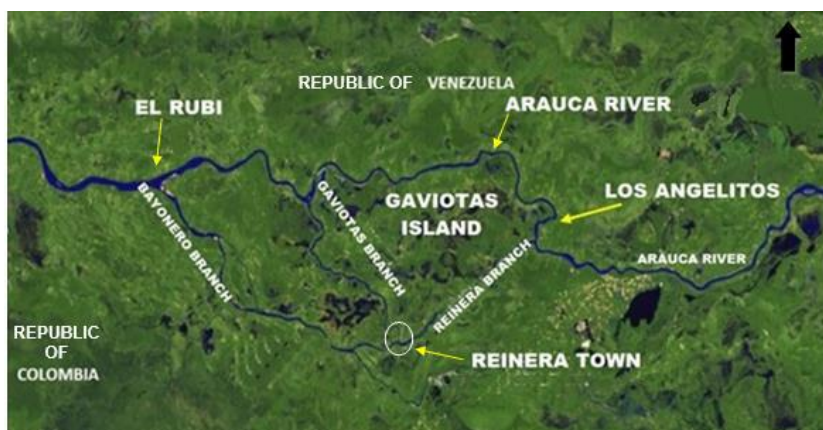 REPUBLIC OF VENEZUELA
EL RUBI
ARAUCA RIVER
BAYONERO BRANCH
GAVIOTAS BRANCH
GAVIOTAS
ISLAND
LOS ANGELITOS
REINERA BRANCH
ARAUCA RIVER
REPUBLIC
OF
COLOMBIA
REINERA TOWN